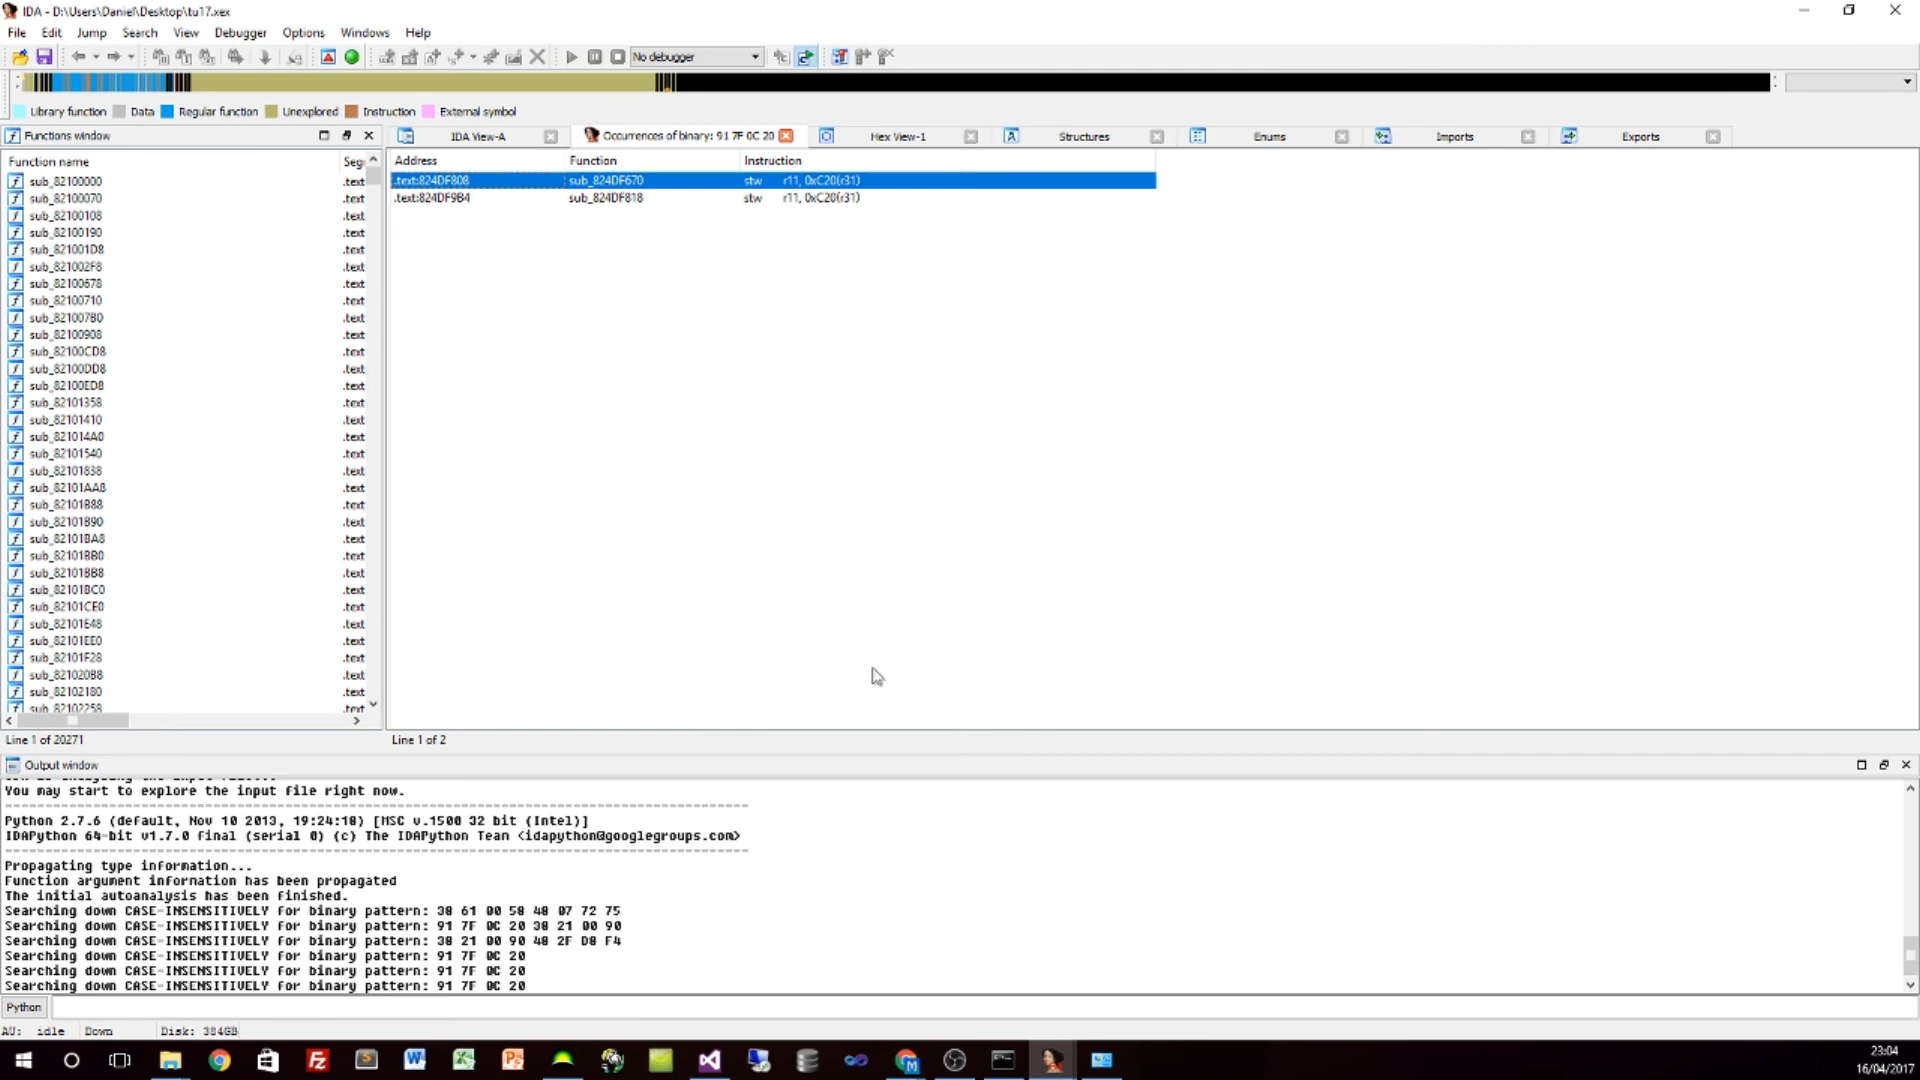 IDA - D:\Users\Daniel\Desktop\tu17.xex
File Edit Jump Search View Debugger Options Windows Help
No debugger
Library function Data Regular function Unexplored Instruction External symbol
Functions window
IDA View-A Occurrences of binary: 91 7F 0C 20 Hex View-1 Structures Enums Imports Exports
Function name Seg
Address Function Instruction
sub_82100000 .text
sub_82100070 .text
sub_82100108 .text
sub_82100190 .text
sub_821001D8 .text
sub_821002F8 .text
sub_82100678 .text
sub_82100710 .text
sub_821007B0 .text
sub_82100908 .text
sub_82100CD8 .text
sub_82100DD8 .text
sub_82100ED8 .text
sub_82101358 .text
sub_82101410 .text
sub_821014A0 .text
sub_82101540 .text
sub_82101838 .text
sub_82101AA8 .text
sub_82101B88 .text
sub_82101B90 .text
sub_82101BA8 .text
sub_82101BB0 .text
sub_82101BB8 .text
sub_82101BC0 .text
sub_82101CE0 .text
sub_82101E48 .text
sub_82101EE0 .text
sub_82101F28 .text
sub_821020B8 .text
sub_82102180 .text
sub_82102258 .text
.text:824DF808 sub_824DF670 stw r11, 0xC20(r31)
.text:824DF9B4 sub_824DF818 stw r11, 0xC20(r31)
Line 1 of 20271
Line 1 of 2
Output window
You may start to explore the input file right now.
Python 2.7.6 (default, Nov 10 2013, 19:24:18) [MSC v.1500 32 bit (Intel)]
IDAPython 64-bit v1.7.0 final (serial 0) (c) The IDAPython Team <idapython@googlegroups.com>
Propagating type information...
Function argument information has been propagated
The initial autoanalysis has been finished.
Searching down CASE-INSENSITIVELY for binary pattern: 38 61 00 58 48 07 72 75
Searching down CASE-INSENSITIVELY for binary pattern: 91 7F 0C 20 38 21 00 90
Searching down CASE-INSENSITIVELY for binary pattern: 38 21 00 90 48 2F D8 F4
Searching down CASE-INSENSITIVELY for binary pattern: 91 7F 0C 20
Searching down CASE-INSENSITIVELY for binary pattern: 91 7F 0C 20
Searching down CASE-INSENSITIVELY for binary pattern: 91 7F 0C 20
Python
AU: idle Down Disk: 384GB
23:04
16/04/2017